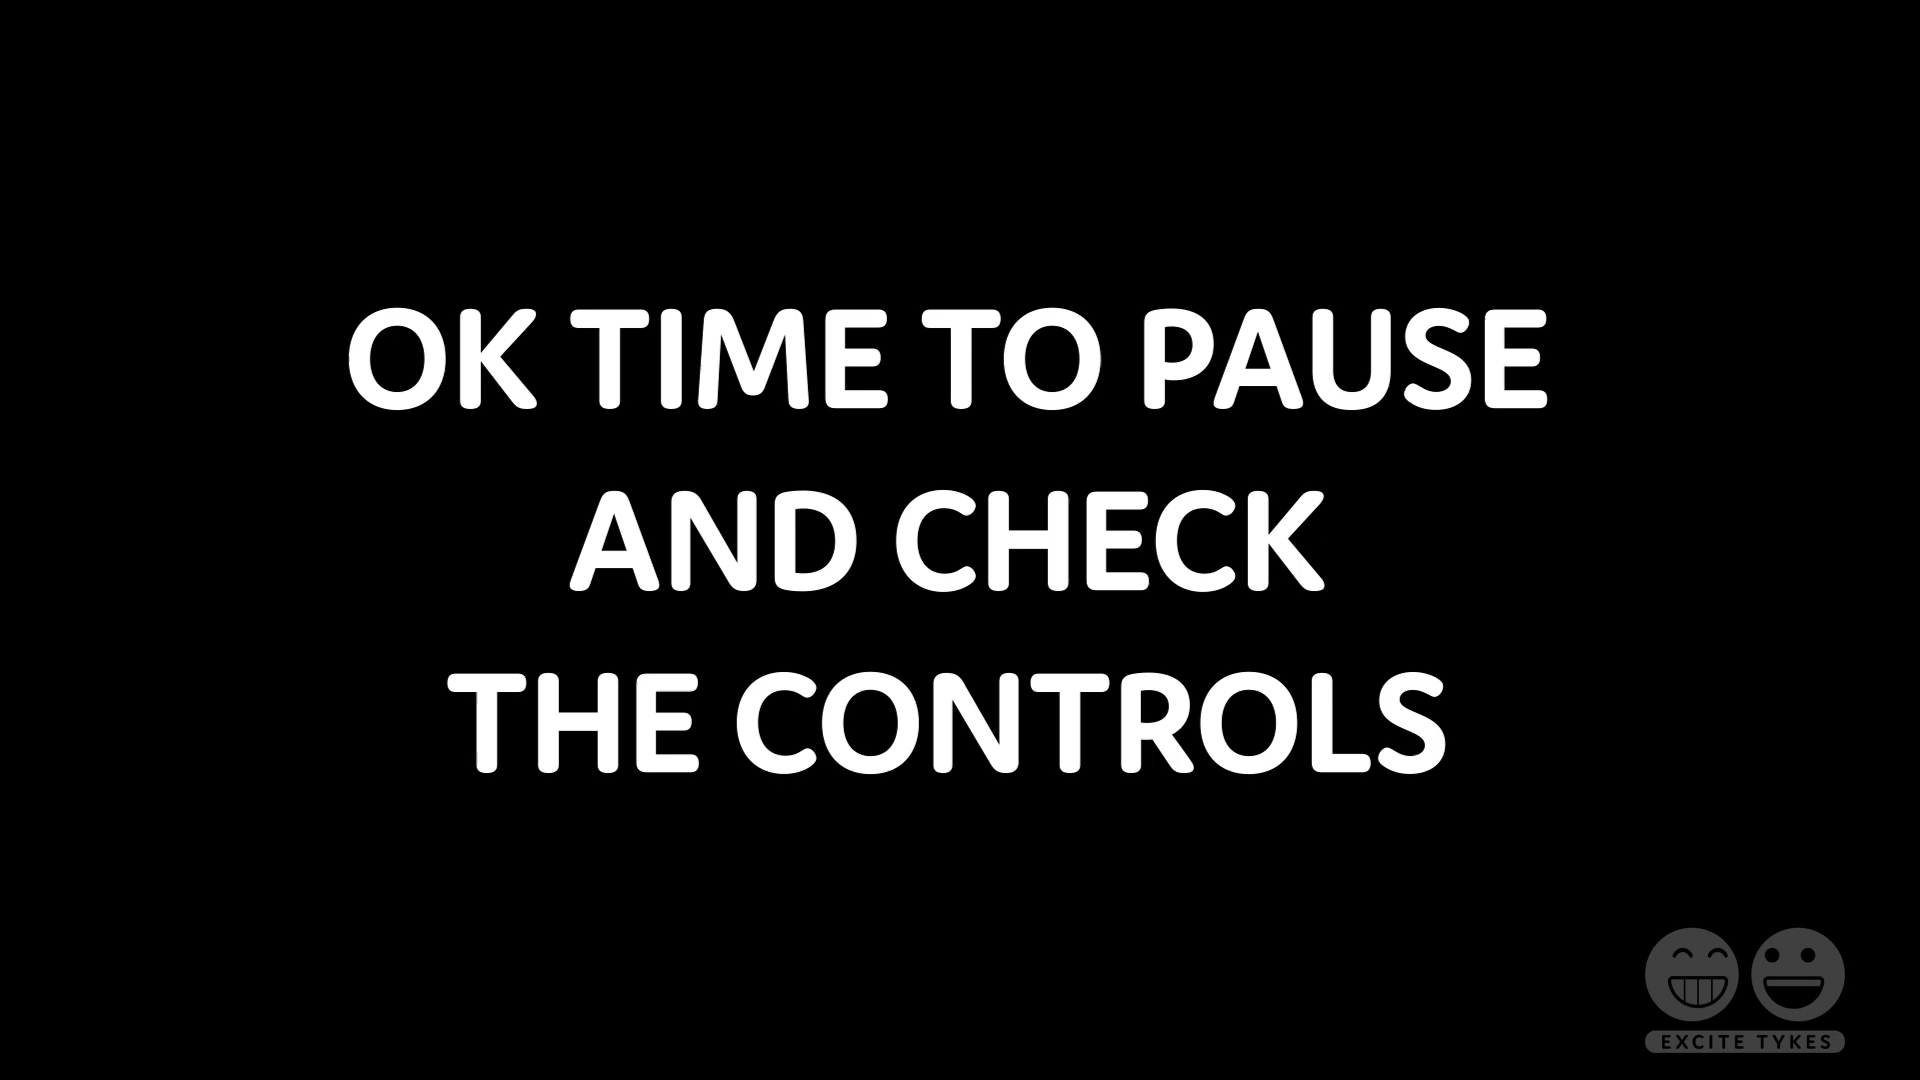 OK TIME TO PAUSE
AND CHECK
THE CONTROLS
EXCITE TYKES